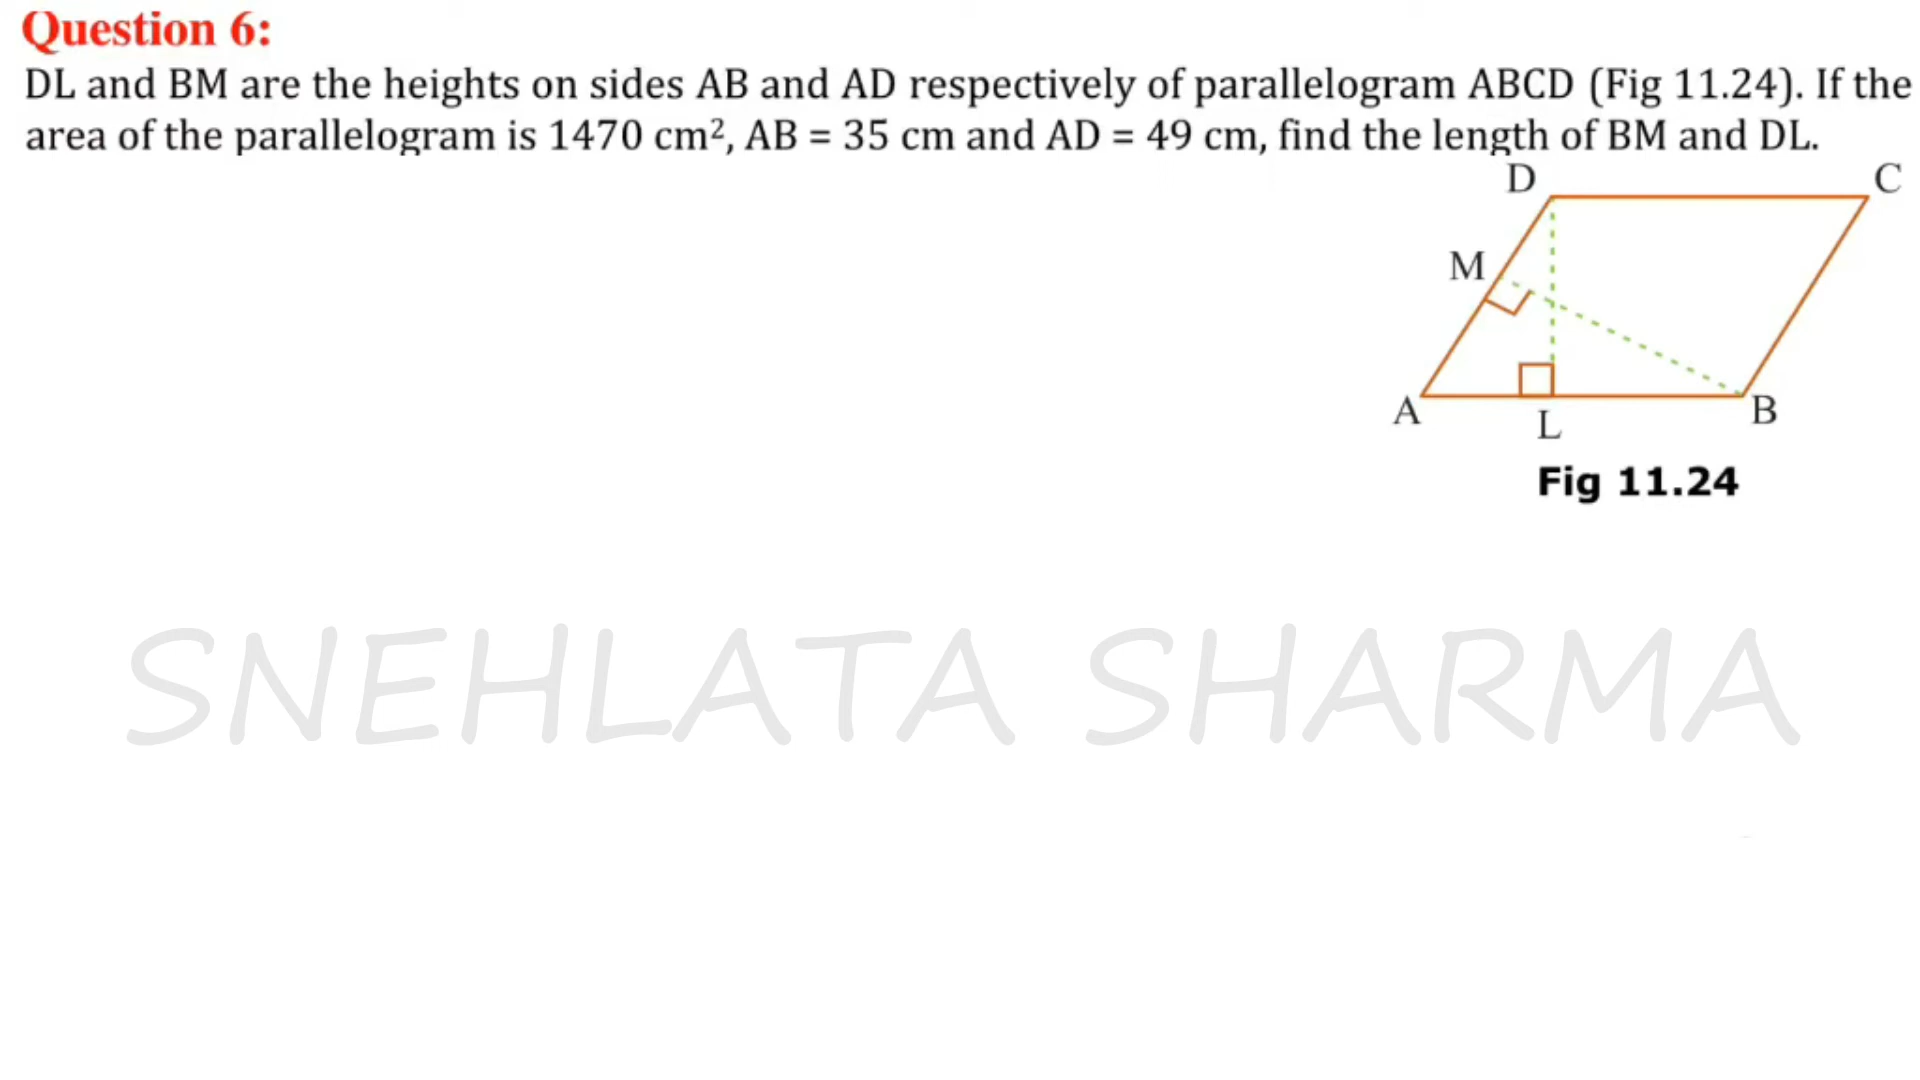 Question 6:
DL and BM are the heights on sides AB and AD respectively of parallelogram ABCD (Fig 11.24). If the
area of the parallelogram is 1470 cm², AB = 35 cm and AD = 49 cm, find the length of BM and DL.
D C
M
A B
L
Fig 11.24
SNEHLATA SHARMA